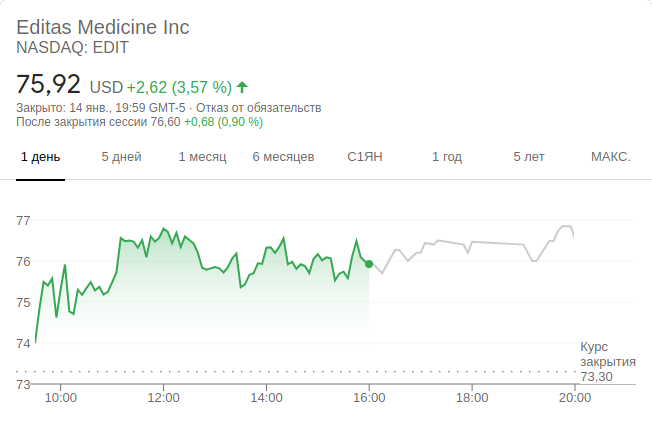 Editas Medicine Inc
NASDAQ: EDIT
75,92 USD +2,62 (3,57 %)
Закрыто: 14 янв., 19:59 GMT-5 · Отказ от обязательств
После закрытия сессии 76,60 +0,68 (0,90 %)
1 день 5 дней 1 месяц 6 месяцев С1ЯН 1 год 5 лет МАКС.
77
76
75
74
Курс
закрытия
73,30
73
10:00 12:00 14:00 16:00 18:00 20:00